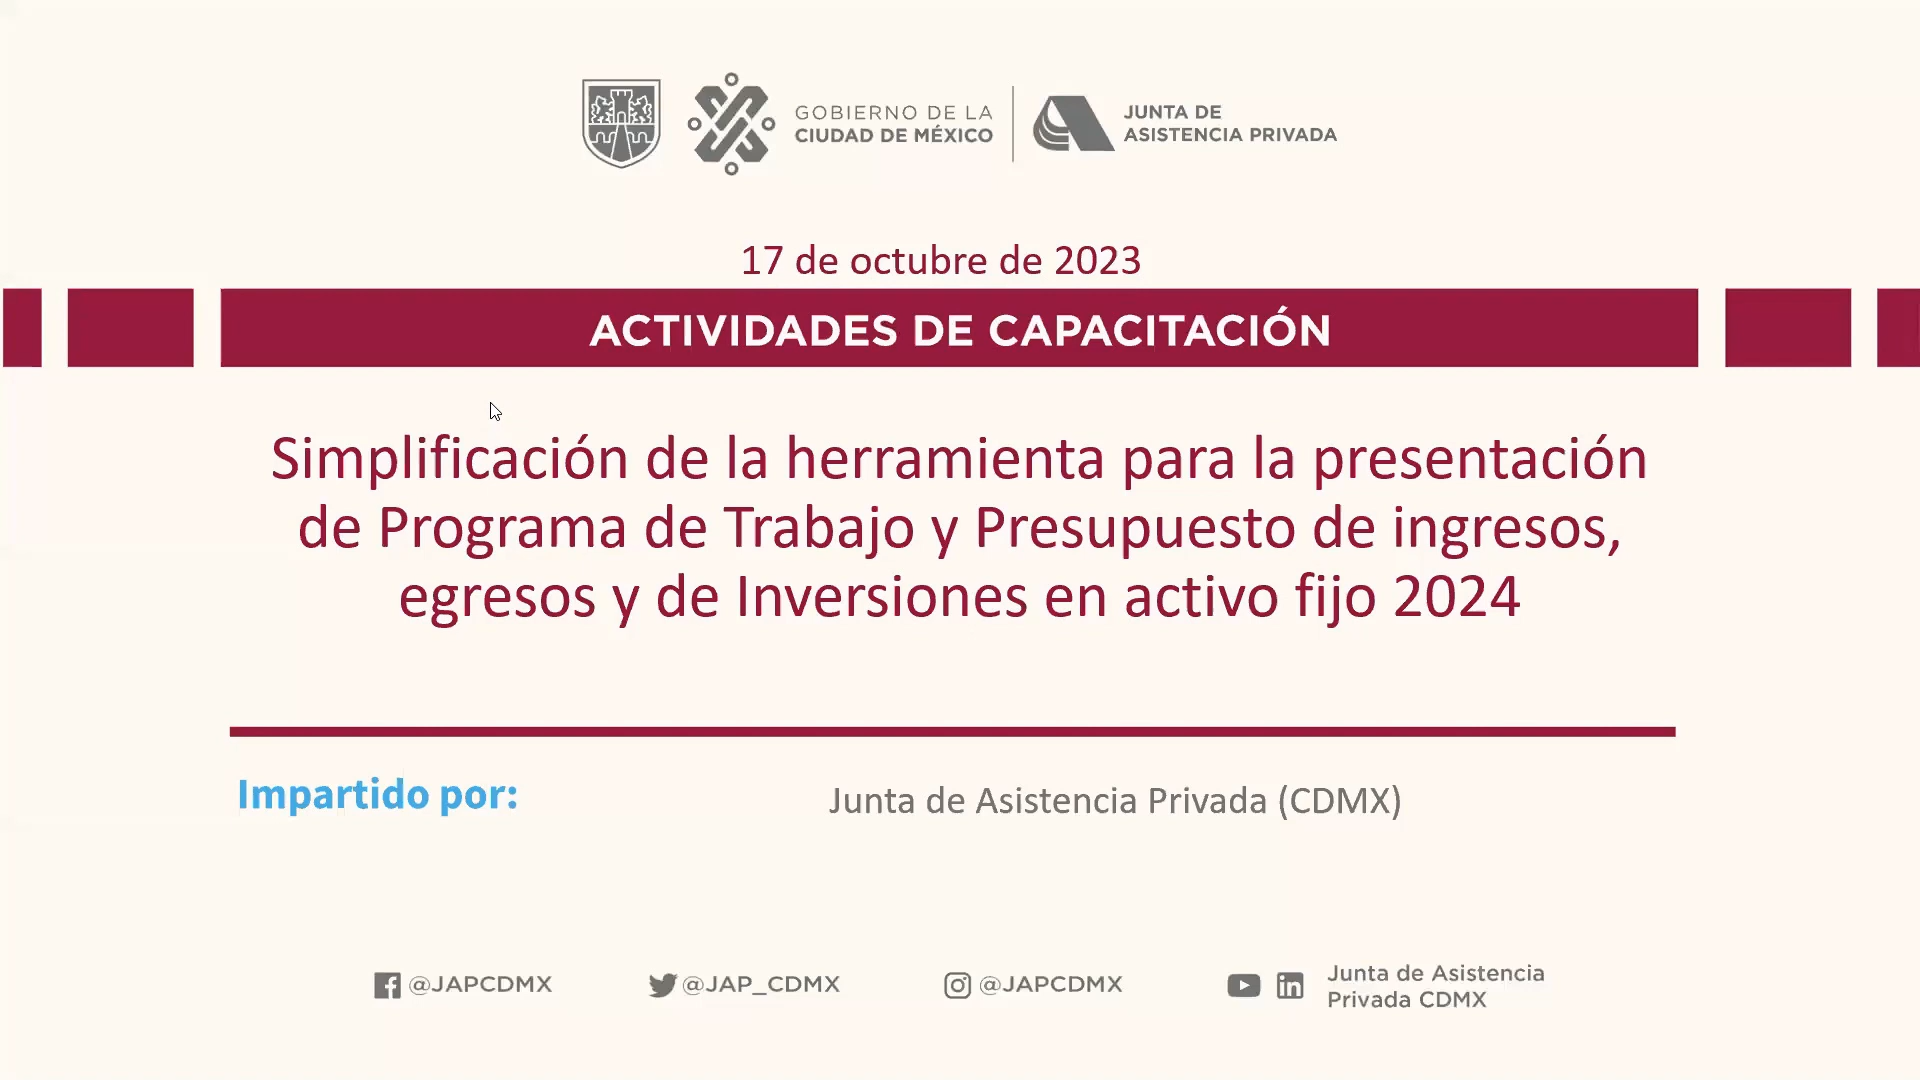 GOBIERNO DE LA
CIUDAD DE MÉXICO
JUNTA DE
ASISTENCIA PRIVADA
17 de octubre de 2023
ACTIVIDADES DE CAPACITACIÓN
Simplificación de la herramienta para la presentación
de Programa de Trabajo y Presupuesto de ingresos,
egresos y de Inversiones en activo fijo 2024
Impartido por:
Junta de Asistencia Privada (CDMX)
@JAPCDMX
@JAP_CDMX
@JAPCDMX
Junta de Asistencia
Privada CDMX